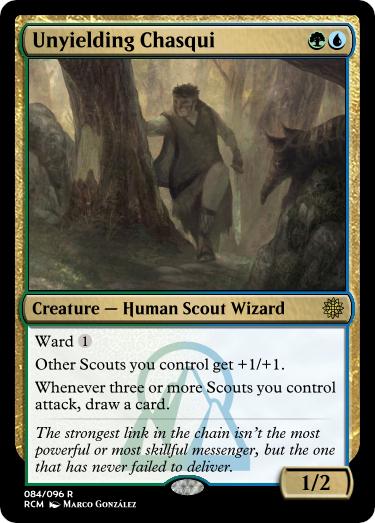 Unyielding Chasqui
Creature — Human Scout Wizard
Ward 1
Other Scouts you control get +1/+1.
Whenever three or more Scouts you control
attack, draw a card.
The strongest link in the chain isn't the most
powerful or most skillful messenger, but the one
that has never failed to deliver.
1/2
084/096 R
RCM Marco González